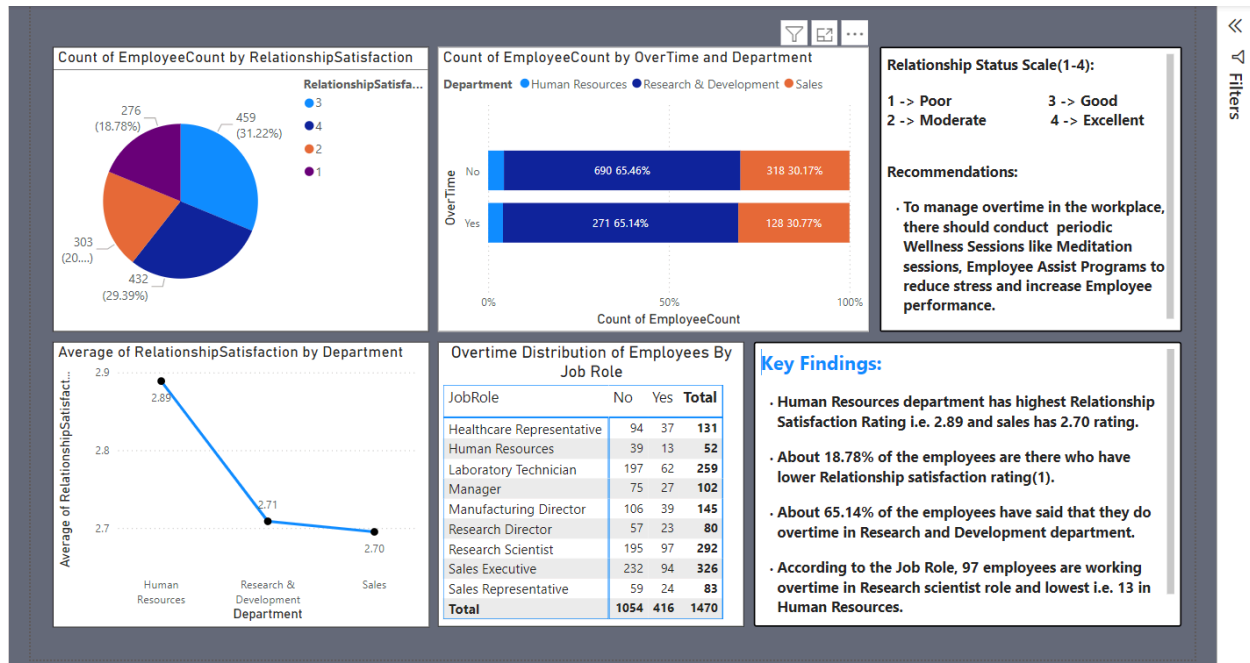 Count of EmployeeCount by RelationshipSatisfaction
RelationshipSatisfa...
3
4
2
1
276
(18.78%)
459
(31.22%)
303
(20....)
432
(29.39%)
Count of EmployeeCount by OverTime and Department
Department Human Resources Research & Development Sales
OverTime
No
690 65.46%
318 30.17%
Yes
271 65.14%
128 30.77%
0%
50%
100%
Count of EmployeeCount
Relationship Status Scale(1-4):
1 -> Poor 3 -> Good
2 -> Moderate 4 -> Excellent
Recommendations:
· To manage overtime in the workplace,
there should conduct periodic
Wellness Sessions like Meditation
sessions, Employee Assist Programs to
reduce stress and increase Employee
performance.
Filters
Average of RelationshipSatisfaction by Department
Average of RelationshipSatisfact...
2.9
2.8
2.7
2.89
2.71
2.70
Human
Resources
Research &
Development
Sales
Department
Overtime Distribution of Employees By
Job Role
JobRole No Yes Total
Healthcare Representative 94 37 131
Human Resources 39 13 52
Laboratory Technician 197 62 259
Manager 75 27 102
Manufacturing Director 106 39 145
Research Director 57 23 80
Research Scientist 195 97 292
Sales Executive 232 94 326
Sales Representative 59 24 83
Total 1054 416 1470
Key Findings:
· Human Resources department has highest Relationship
Satisfaction Rating i.e. 2.89 and sales has 2.70 rating.
· About 18.78% of the employees are there who have
lower Relationship satisfaction rating(1).
· About 65.14% of the employees have said that they do
overtime in Research and Development department.
· According to the Job Role, 97 employees are working
overtime in Research scientist role and lowest i.e. 13 in
Human Resources.